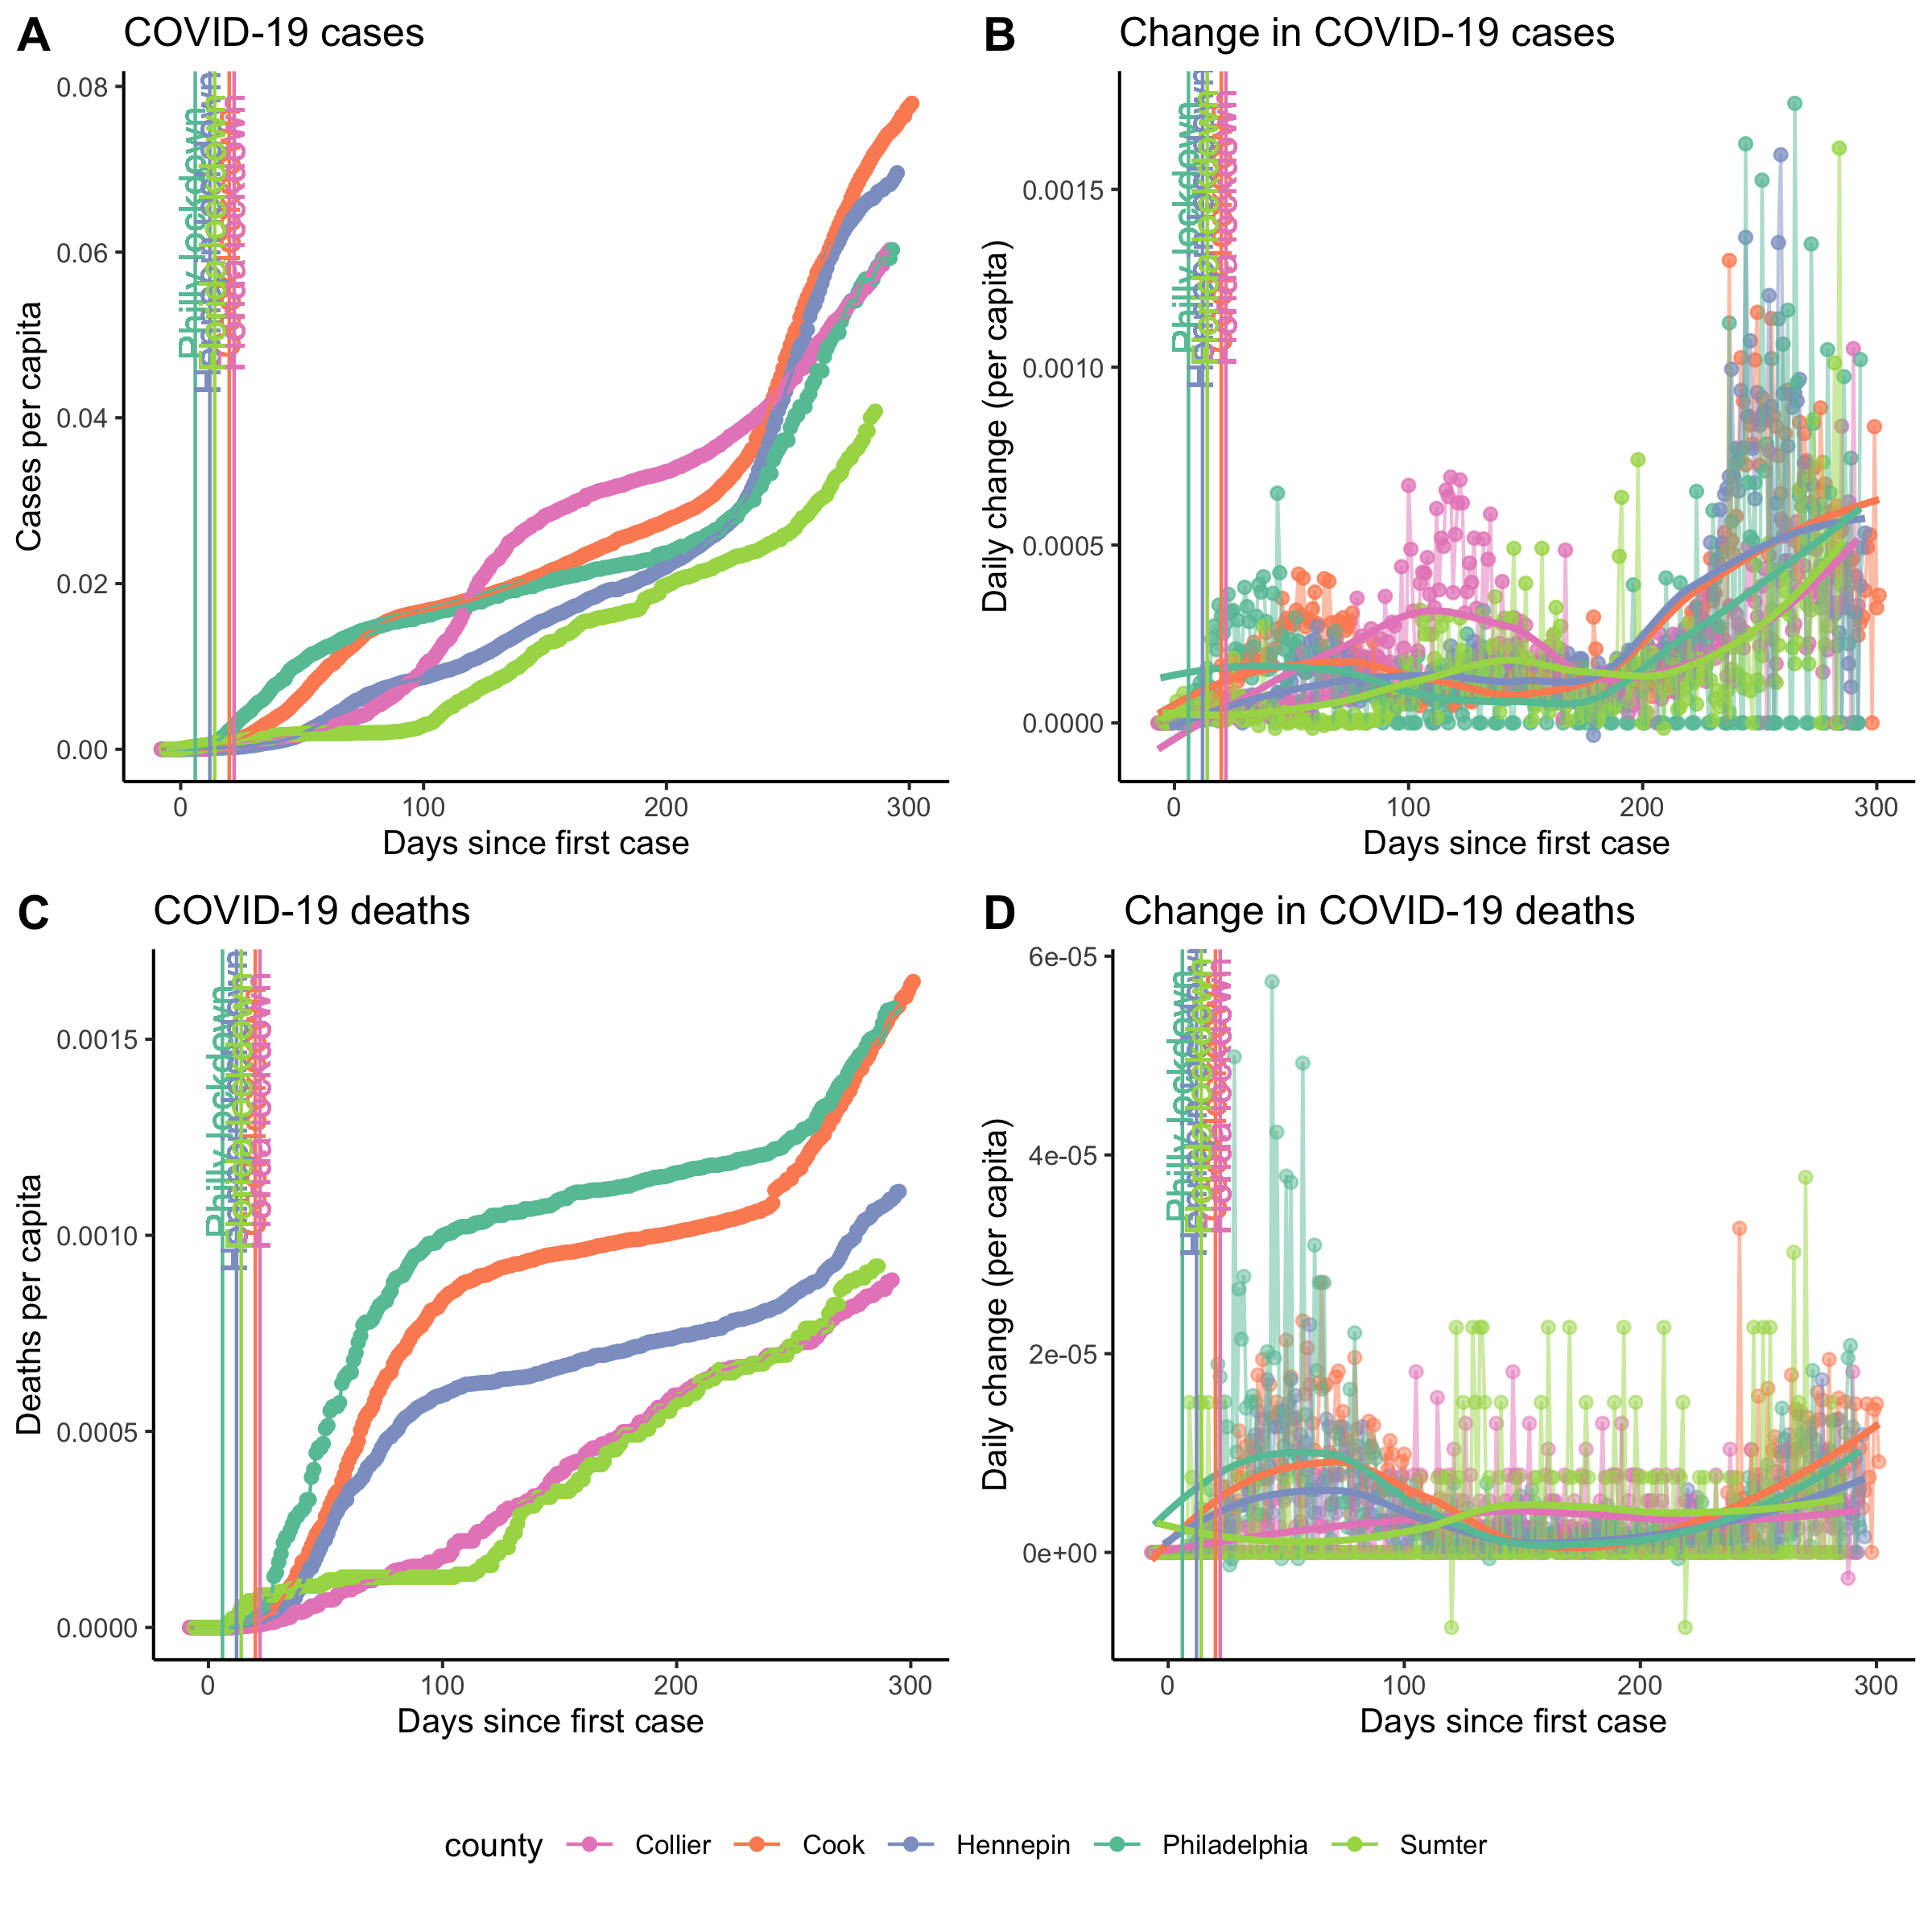 A COVID-19 cases
0.08
0.06
0.04
0.02
0.00
Cases per capita
Philly lockdown
0 100 200 300
Days since first case
B Change in COVID-19 cases
0.0015
0.0010
0.0005
0.0000
Daily change (per capita)
Philly lockdown
0 100 200 300
Days since first case
C COVID-19 deaths
0.0015
0.0010
0.0005
0.0000
Deaths per capita
Philly lockdown
0 100 200 300
Days since first case
D Change in COVID-19 deaths
6e-05
4e-05
2e-05
0e+00
Daily change (per capita)
Philly lockdown
0 100 200 300
Days since first case
county Collier Cook Hennepin Philadelphia Sumter